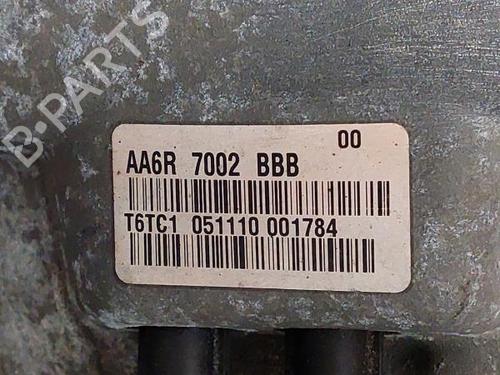 B-PARTS
00
AA6R 7002 BBB
T6TC1 051110 001784